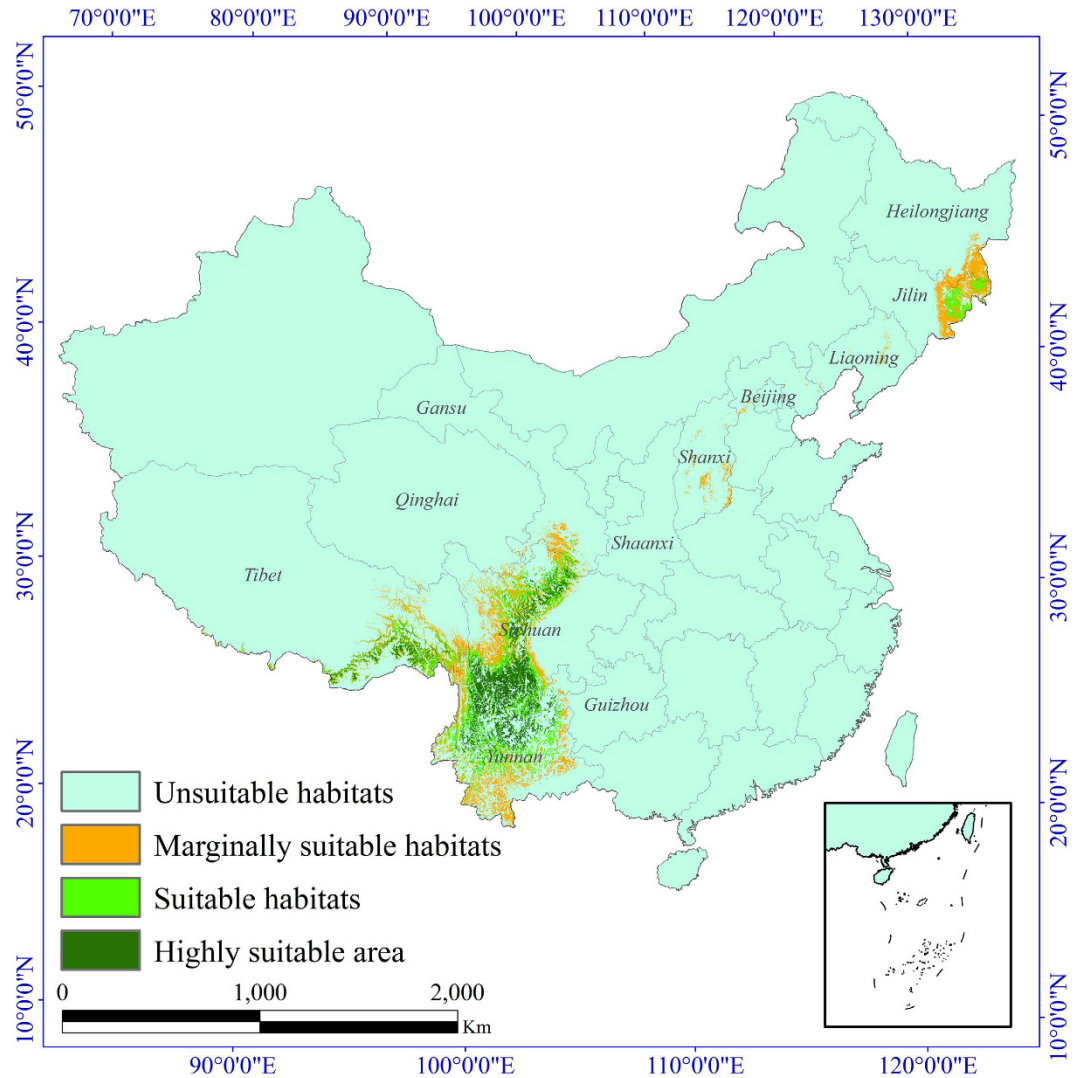 70°0'0"E 80°0'0"E 90°0'0"E 100°0'0"E 110°0'0"E 120°0'0"E 130°0'0"E
50°0'0"N
50°0'0"N
Heilongjiang
Jilin
40°0'0"N
40°0'0"N
Liaoning
Beijing
Gansu
Shanxi
Qinghai
Shaanxi
30°0'0"N
30°0'0"N
Tibet
Sichuan
Guizhou
Yunnan
20°0'0"N
20°0'0"N
Unsuitable habitats
Marginally suitable habitats
Suitable habitats
Highly suitable area
0 1,000 2,000
Km
10°0'0"N
10°0'0"N
90°0'0"E 100°0'0"E 110°0'0"E 120°0'0"E